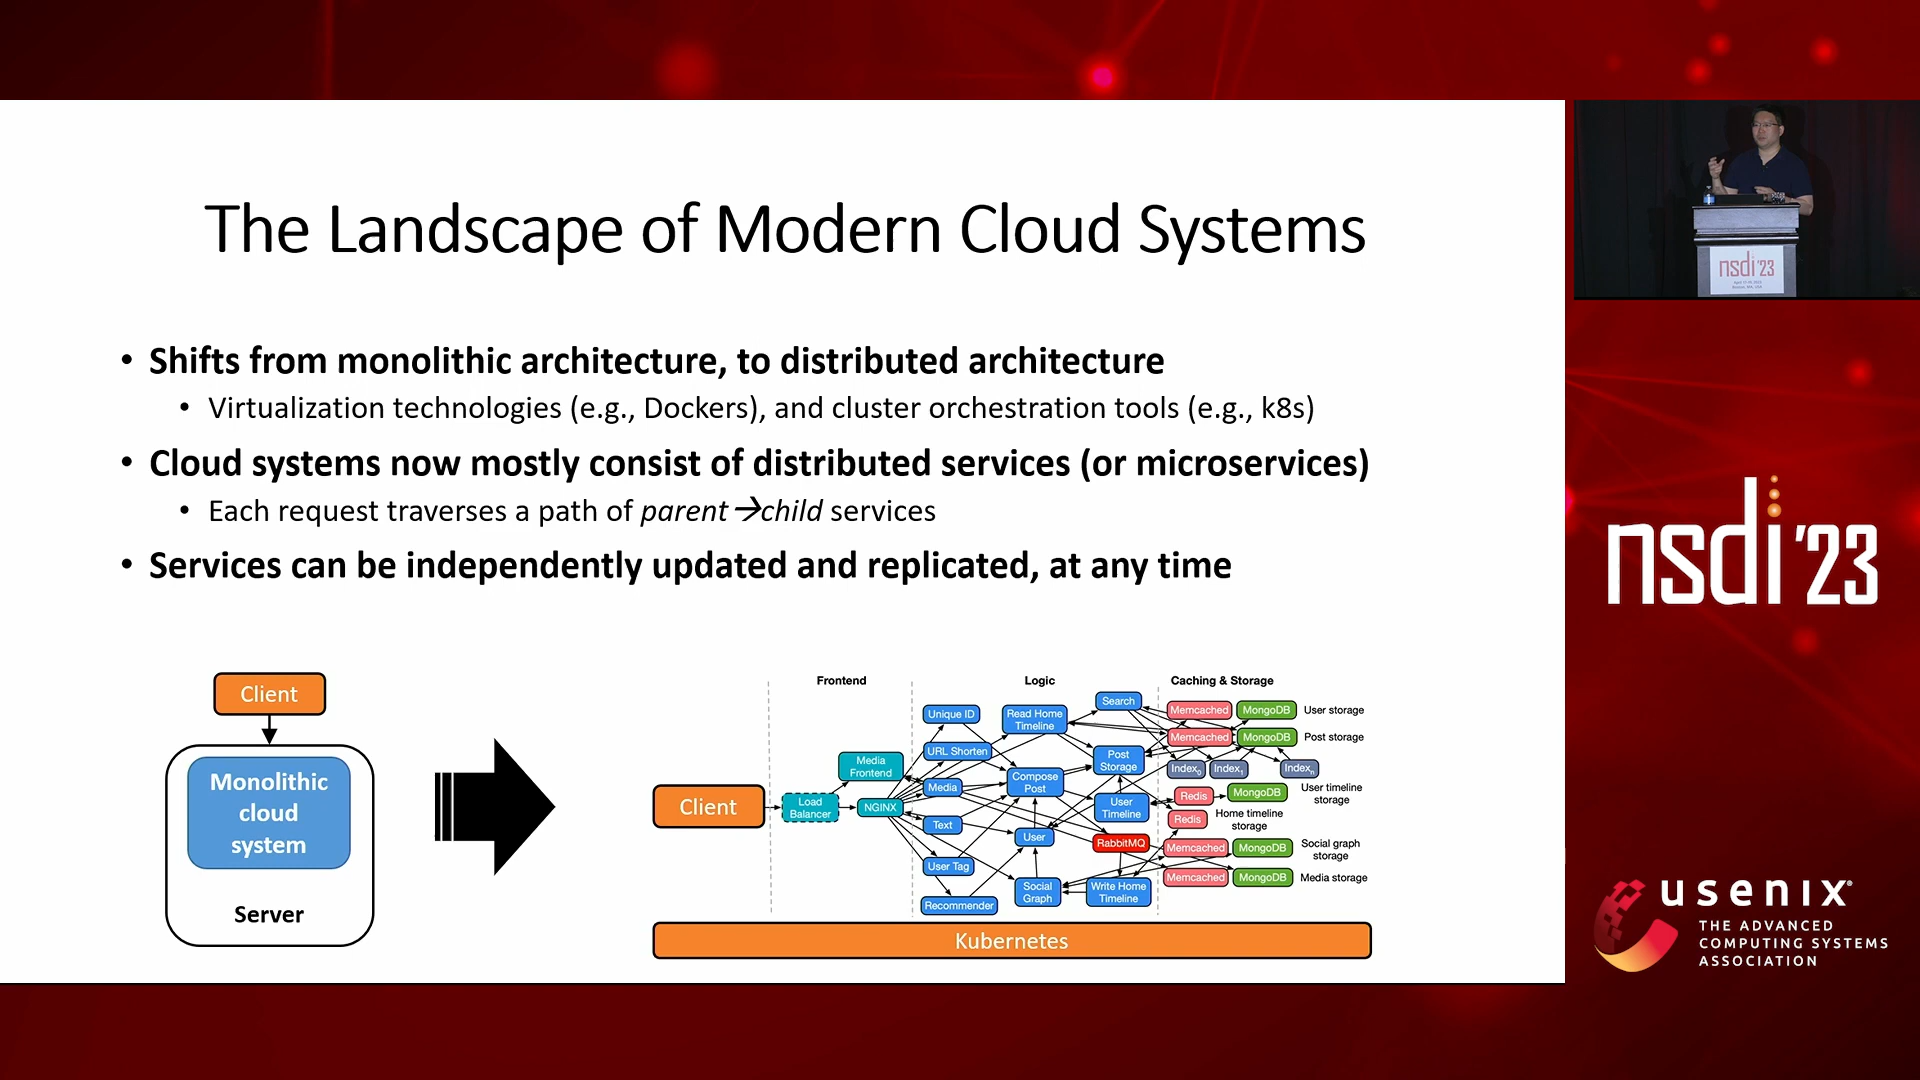 The Landscape of Modern Cloud Systems
• Shifts from monolithic architecture, to distributed architecture
• Virtualization technologies (e.g., Dockers), and cluster orchestration tools (e.g., k8s)
• Cloud systems now mostly consist of distributed services (or microservices)
• Each request traverses a path of parent→child services
• Services can be independently updated and replicated, at any time
Client
Monolithic
cloud
system
Server
Frontend
Logic
Caching & Storage
Client
Load
Balancer
Media
Frontend
NGINX
Unique ID
URL Shorten
Media
Text
User Tag
Recommender
Read Home
Timeline
Compose
Post
User
Social
Graph
Search
Post
Storage
User
Timeline
RabbitMQ
Write Home
Timeline
Memcached MongoDB User storage
Memcached MongoDB Post storage
Index0 Index1 Indexn
Redis MongoDB User timeline
storage
Redis Home timeline
storage
Memcached MongoDB Social graph
storage
Memcached MongoDB Media storage
Kubernetes
nsdi '23
nsdi '23
usenix®
THE ADVANCED
COMPUTING SYSTEMS
ASSOCIATION